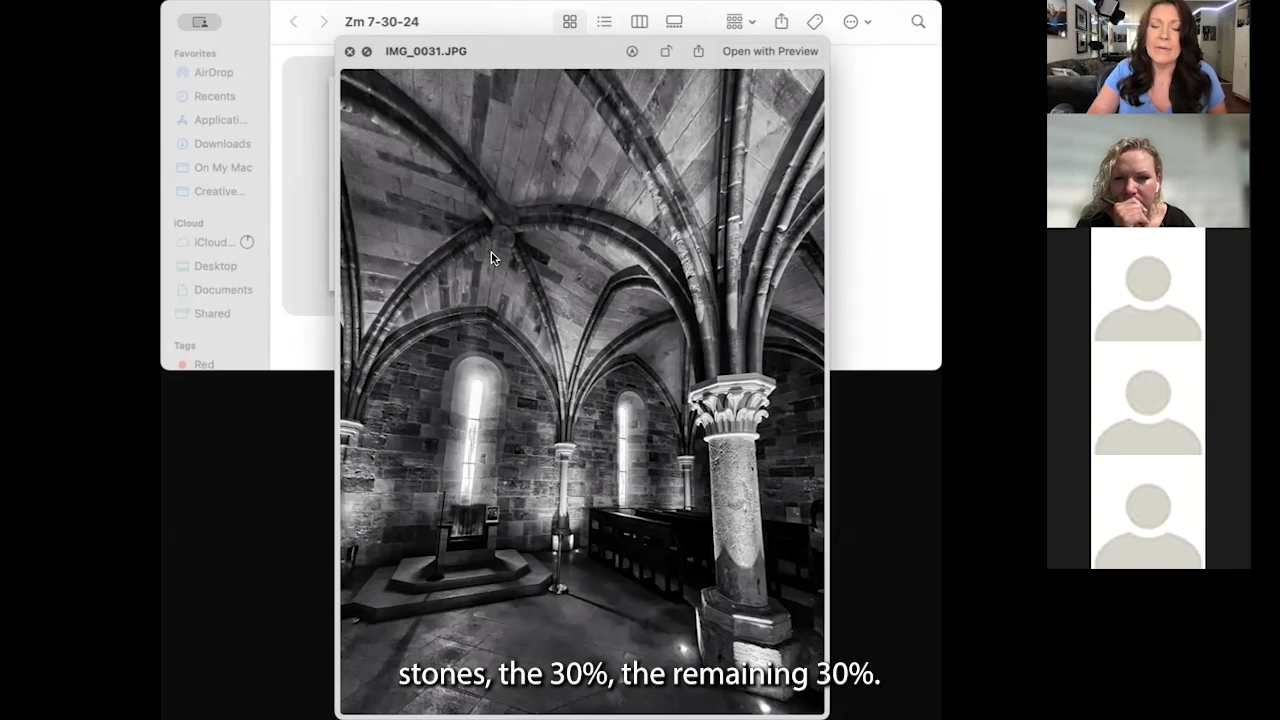 Zm 7-30-24
IMG_0031.JPG
Open with Preview
Favorites
AirDrop
Recents
Applicati...
Downloads
On My Mac
Creative...
iCloud
iCloud...
Desktop
Documents
Shared
Tags
Red
stones, the 30%, the remaining 30%.